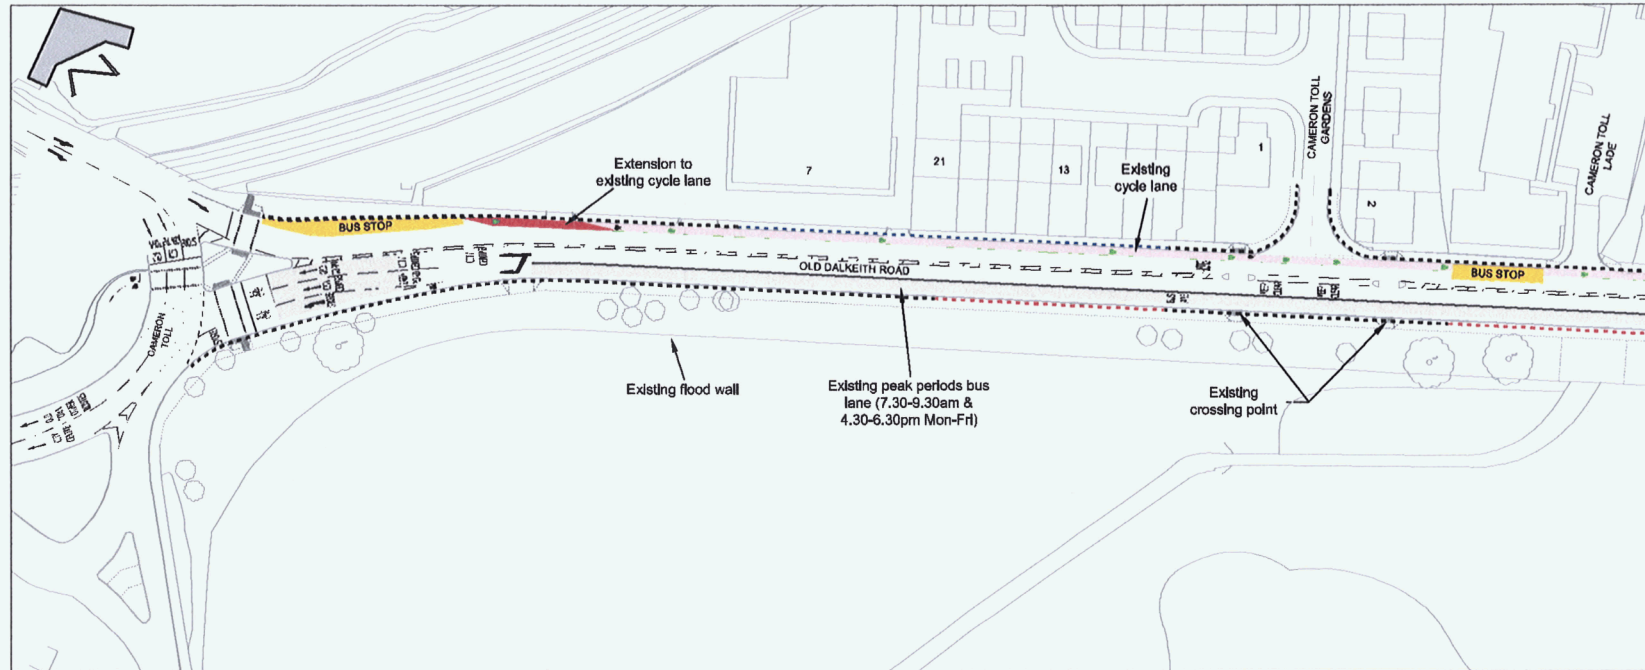 CAMERON TOLL
GARDENS
CAMERON TOLL
LADE
Extension to
existing cycle lane
7
21
13
Existing
cycle lane
1
2
BUS STOP
BUS STOP
OLD DALKEITH ROAD
CAMERON
TOLL
Existing flood wall
Existing peak periods bus
lane (7.30-9.30am &
4.30-6.30pm Mon-Fri)
Existing
crossing point